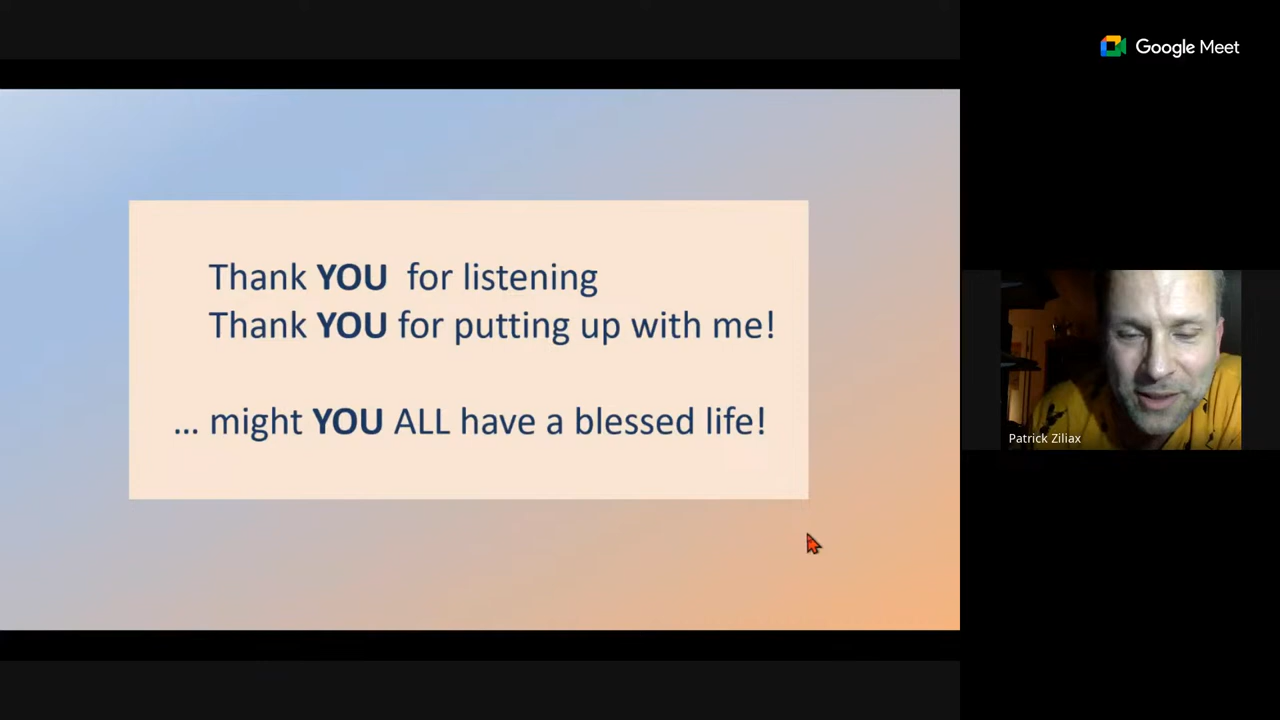 Google Meet
Thank YOU for listening
Thank YOU for putting up with me!
... might YOU ALL have a blessed life!
Patrick Ziliax